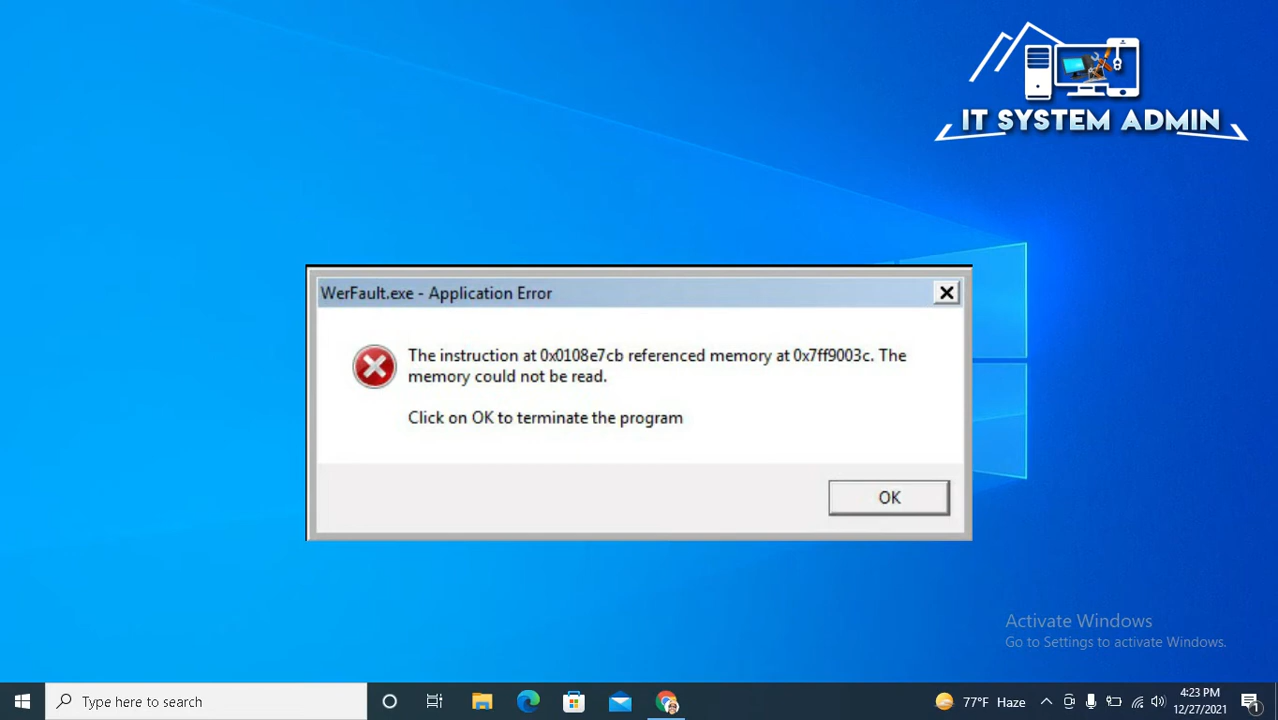 IT SYSTEM ADMIN
WerFault.exe - Application Error
The instruction at 0x0108e7cb referenced memory at 0x7ff9003c. The
memory could not be read.
Click on OK to terminate the program
OK
Activate Windows
Go to Settings to activate Windows.
Type here to search
77°F Haze
4:23 PM
12/27/2021
1